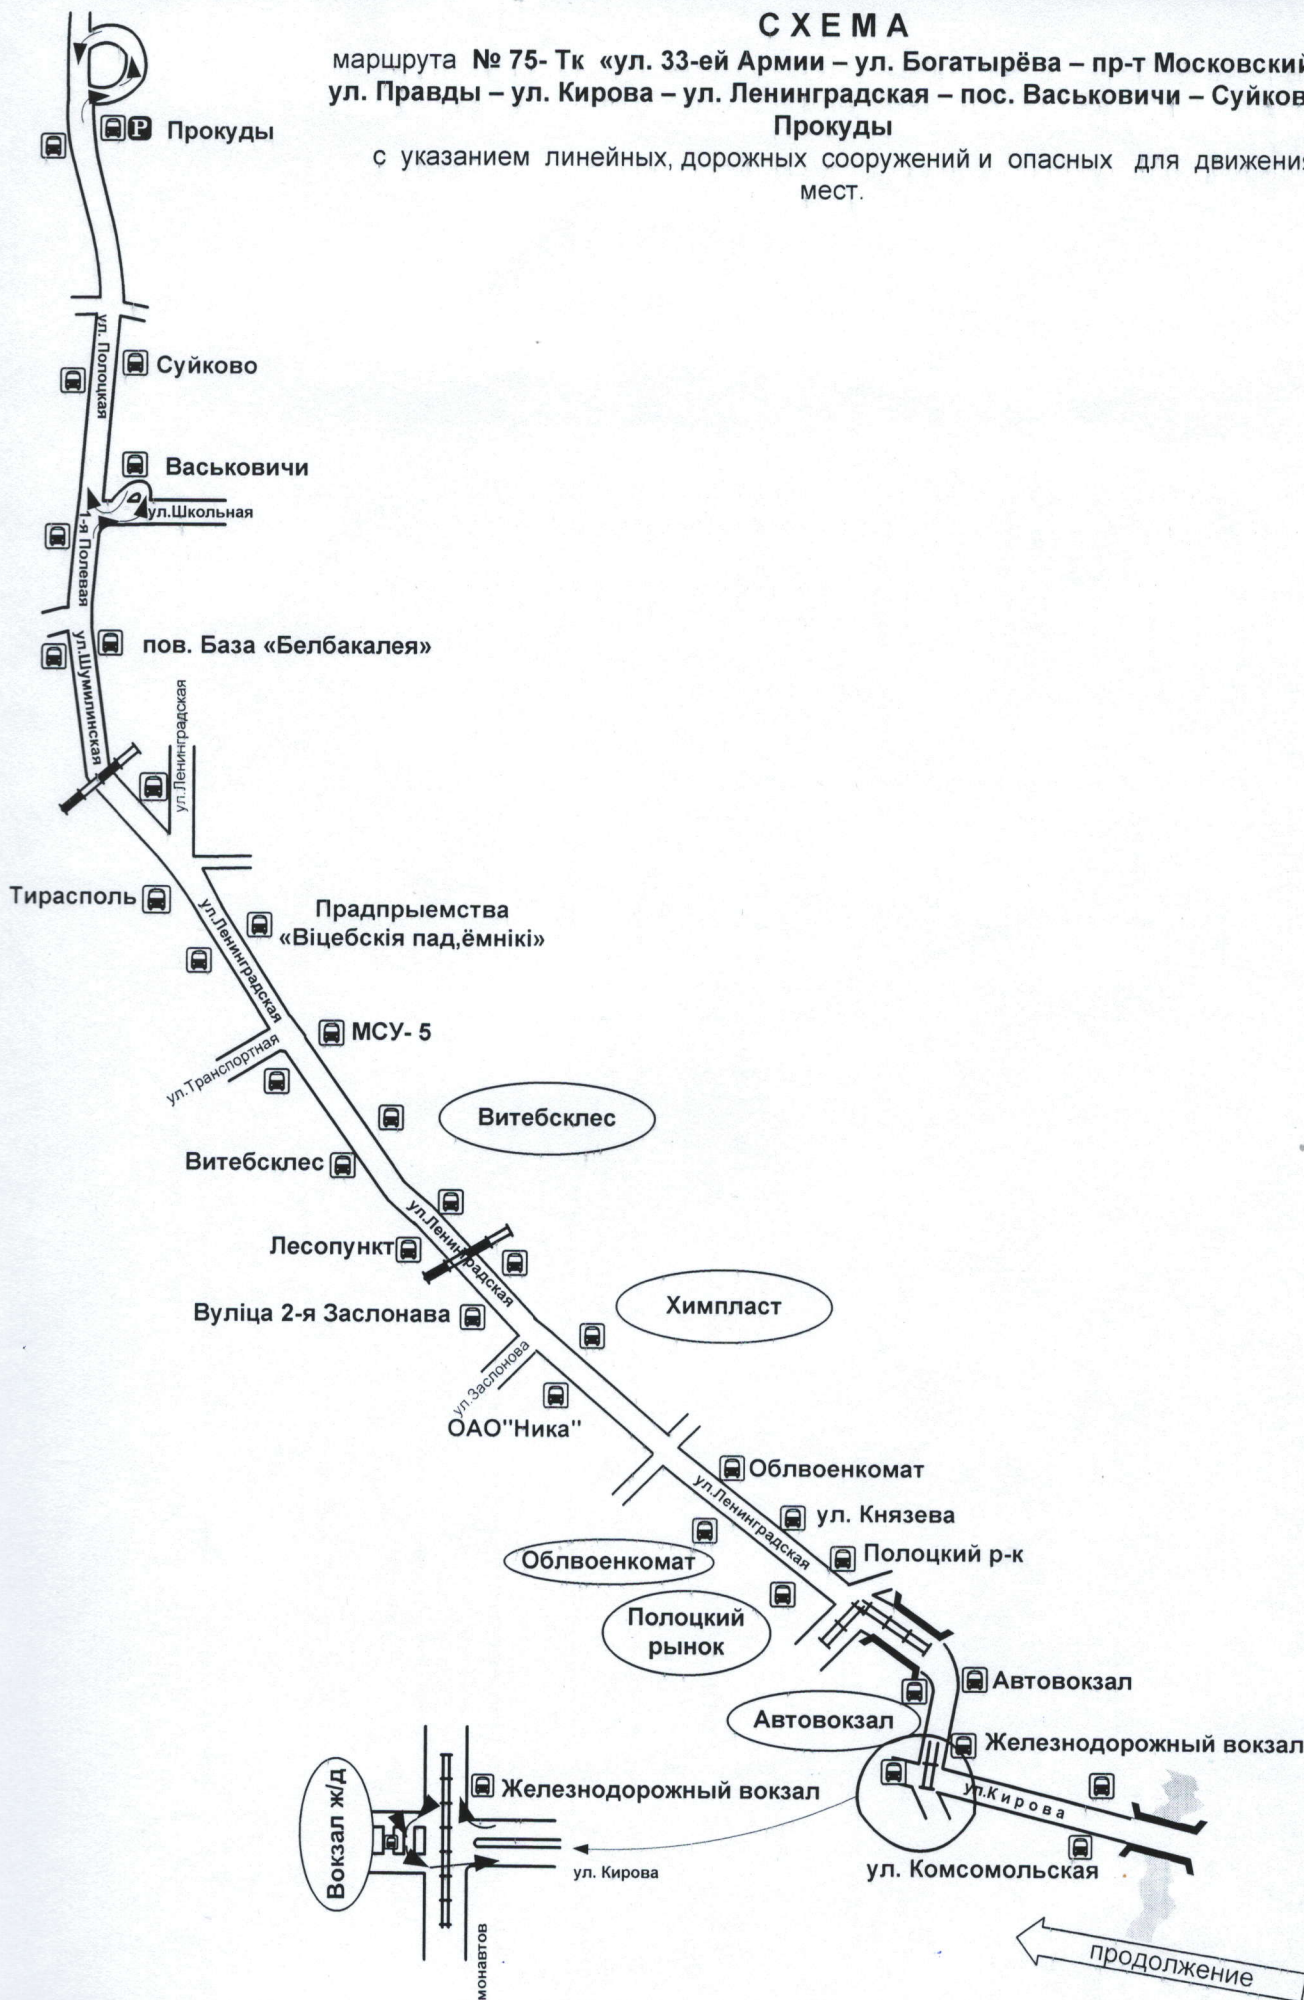 СХЕМА
маршрута № 75- Тк «ул. 33-ей Армии – ул. Богатырёва – пр-т Московский
ул. Правды – ул. Кирова – ул. Ленинградская – пос. Васьковичи – Суйков
Прокуды
с указанием линейных, дорожных сооружений и опасных для движени
мест.
Прокуды
ул. Полоцкая
Суйково
Васьковичи
ул.Школьная
1-я Полевая
пов. База «Белбакалея»
ул.Шумилинская
ул.Ленинградская
Тирасполь
Прадпрыемства
«Віцебскія пад,ёмнікі»
ул.Ленинградская
МСУ- 5
ул.Транспортная
Витебсклес
Витебсклес
ул.Ленинградская
Лесопункт
Химпласт
Вуліца 2-я Заслонава
ул.Заслонова
ОАО"Ника"
Облвоенкомат
ул.Ленинградская
ул. Князева
Облвоенкомат
Полоцкий р-к
Полоцкий
рынок
Автовокзал
Автовокзал
Железнодорожный вокзал
Вокзал ж/д
Железнодорожный вокзал
ул.Кирова
ул. Кирова
ул. Комсомольская
монавтов
продолжение